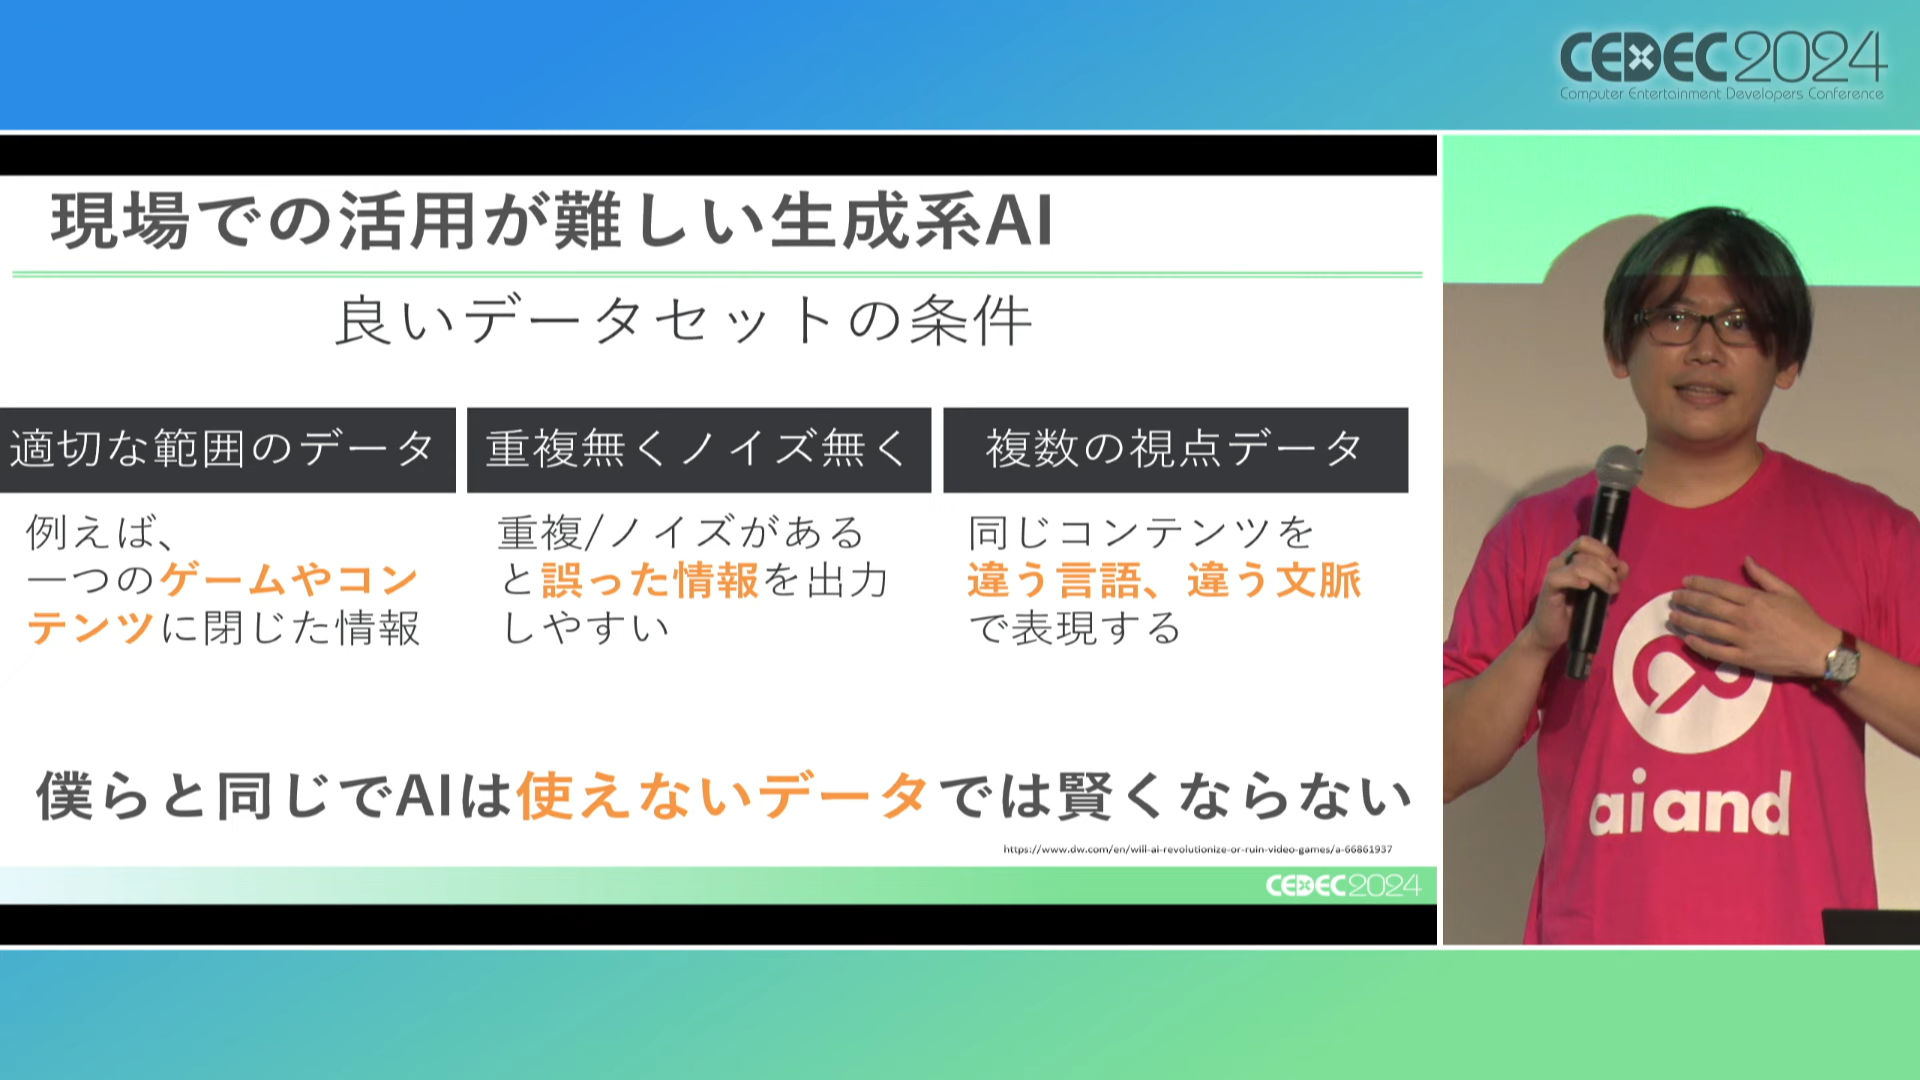 CEDEC2024
Computer Entertainment Developers Conference
現場での活用が難しい生成系AI
良いデータセットの条件
適切な範囲のデータ
例えば、
一つのゲームやコン
テンツに閉じた情報
重複無くノイズ無く
重複/ノイズがある
と誤った情報を出力
しやすい
複数の視点データ
同じコンテンツを
違う言語、違う文脈
で表現する
僕らと同じでAIは使えないデータでは賢くならない
https://www.dw.com/en/will-ai-revolutionize-or-ruin-video-games/a-66861937
CEDEC2024
ai and